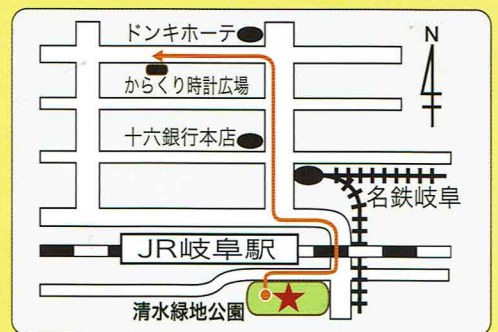 ドンキホーテ
N
からくり時計広場
十六銀行本店
名鉄岐阜
JR岐阜駅
清水緑地公園